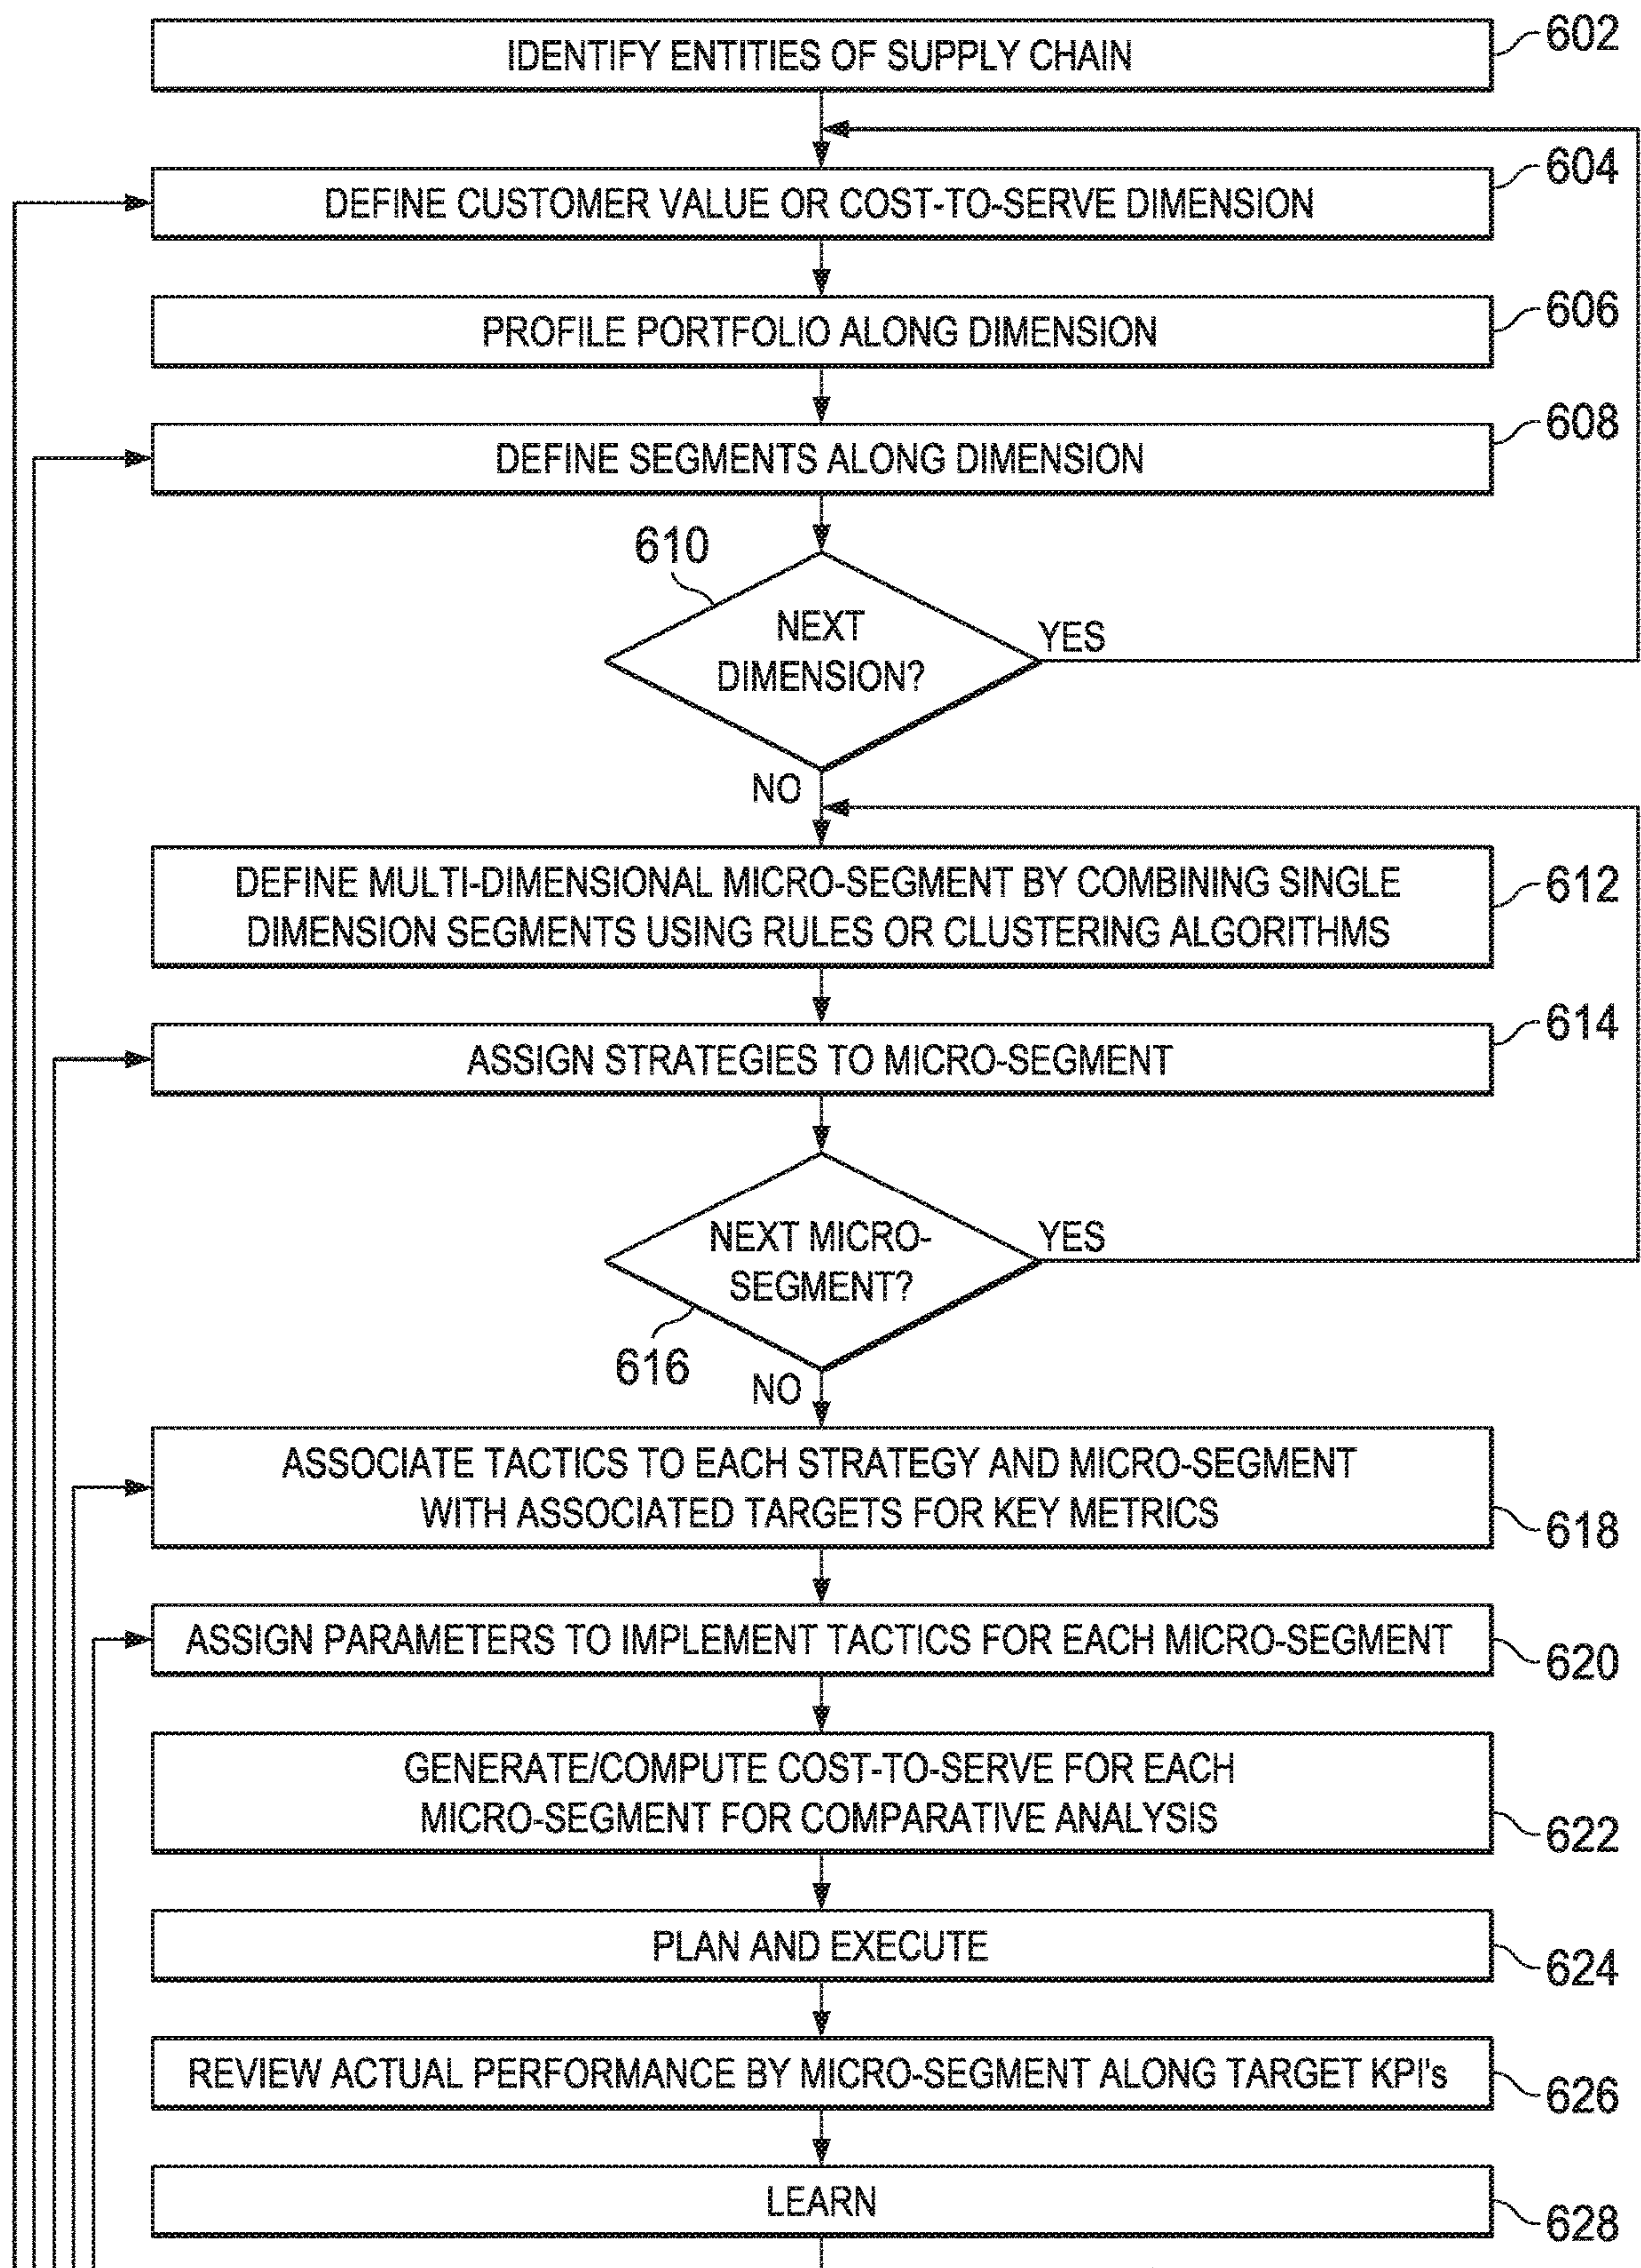 IDENTIFY ENTITIES OF SUPPLY CHAIN
602
DEFINE CUSTOMER VALUE OR COST-TO-SERVE DIMENSION
604
PROFILE PORTFOLIO ALONG DIMENSION
606
DEFINE SEGMENTS ALONG DIMENSION
608
610
NEXT
DIMENSION?
YES
NO
DEFINE MULTI-DIMENSIONAL MICRO-SEGMENT BY COMBINING SINGLE
DIMENSION SEGMENTS USING RULES OR CLUSTERING ALGORITHMS
612
ASSIGN STRATEGIES TO MICRO-SEGMENT
614
NEXT MICRO-
SEGMENT?
YES
616
NO
ASSOCIATE TACTICS TO EACH STRATEGY AND MICRO-SEGMENT
WITH ASSOCIATED TARGETS FOR KEY METRICS
618
ASSIGN PARAMETERS TO IMPLEMENT TACTICS FOR EACH MICRO-SEGMENT
620
GENERATE/COMPUTE COST-TO-SERVE FOR EACH
MICRO-SEGMENT FOR COMPARATIVE ANALYSIS
622
PLAN AND EXECUTE
624
REVIEW ACTUAL PERFORMANCE BY MICRO-SEGMENT ALONG TARGET KPI's
626
LEARN
628